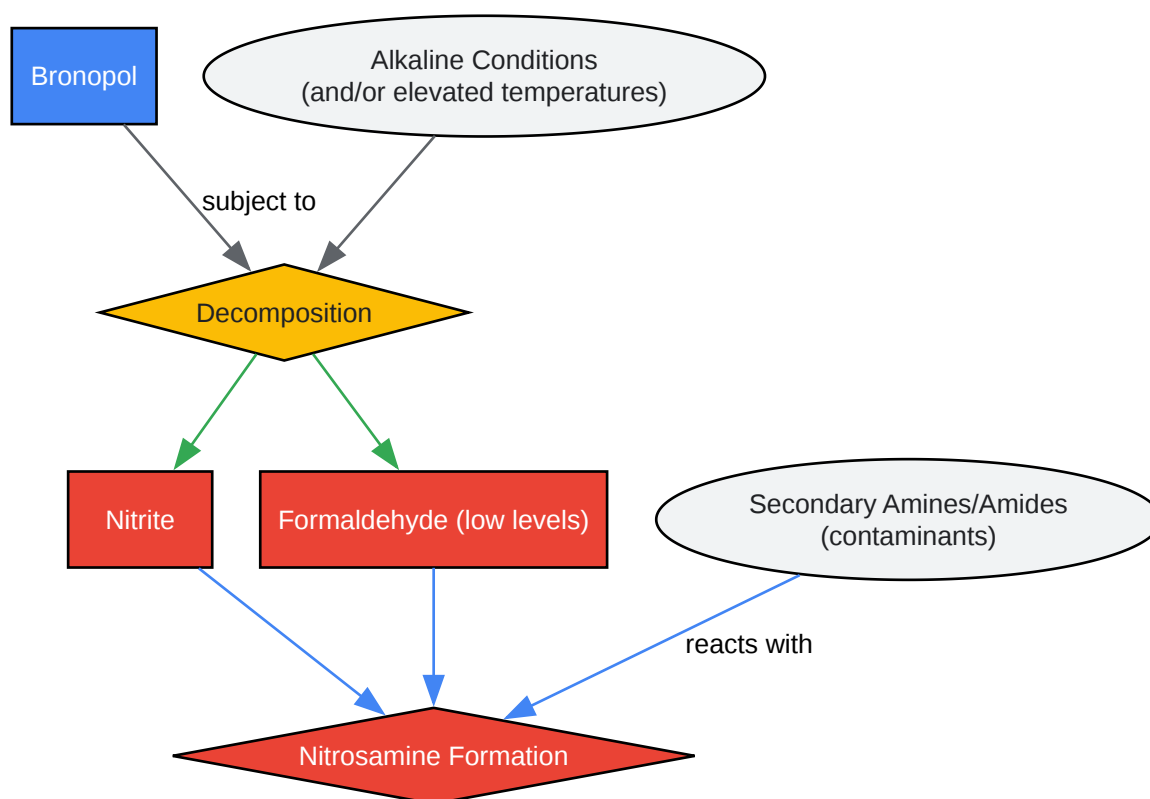 Bronopol
Alkaline Conditions
(and/or elevated temperatures)
subject to
Decomposition
Nitrite
Formaldehyde (low levels)
Secondary Amines/Amides
(contaminants)
reacts with
Nitrosamine Formation